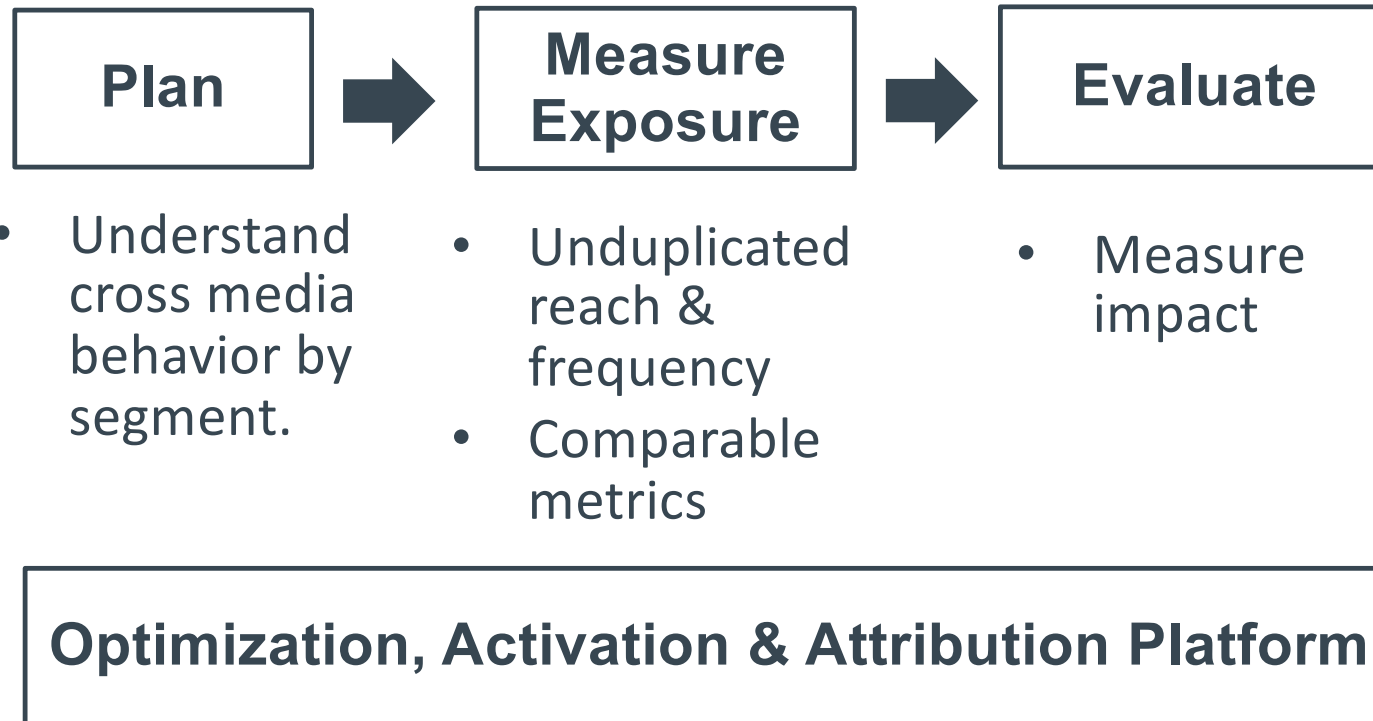 Plan
Measure
Exposure
Evaluate
• Understand
cross media
behavior by
segment.
• Unduplicated
reach &
frequency
• Comparable
metrics
• Measure
impact
Optimization, Activation & Attribution Platform